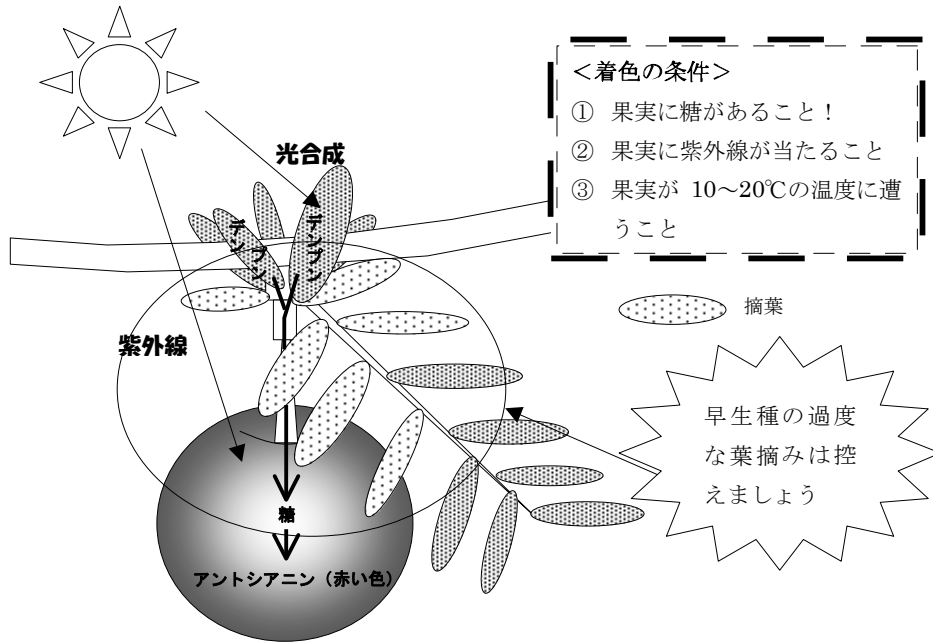 ＜着色の条件＞
① 果実に糖があること！
② 果実に紫外線が当たること
③ 果実が 10～20℃の温度に遭
うこと
光合成
デンプン
デンプン
摘葉
紫外線
早生種の過度
な葉摘みは控
えましょう
糖
アントシアニン（赤い色）